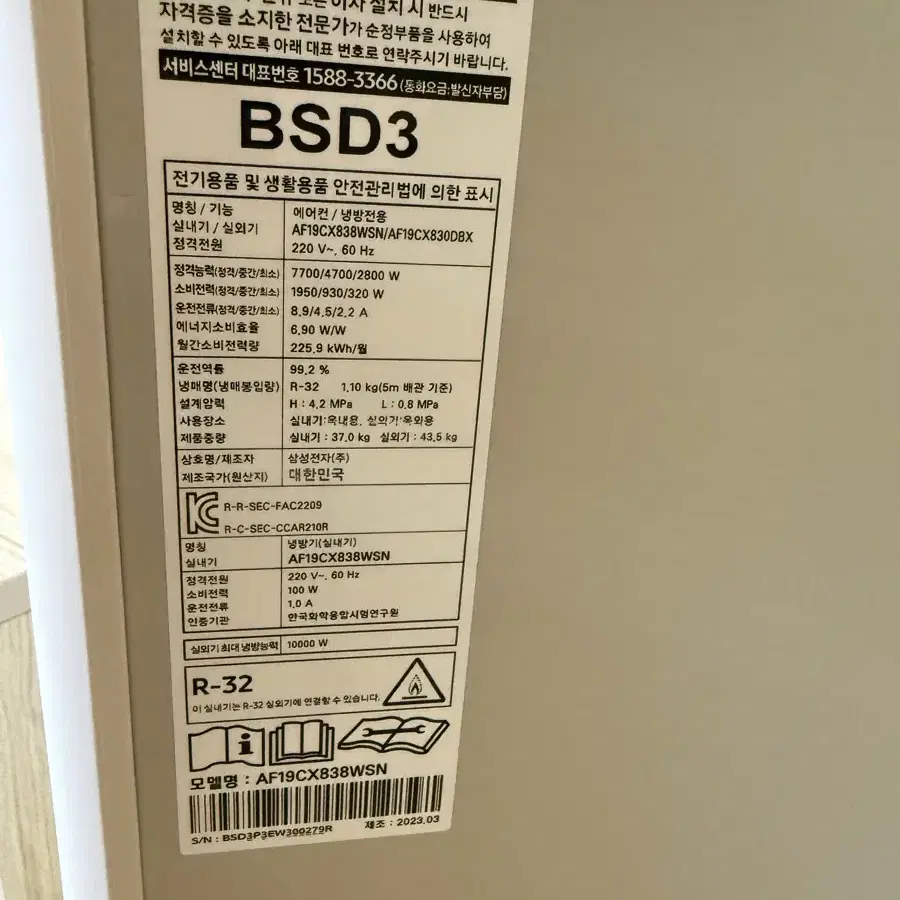 이사 설치 시 반드시
자격증을 소지한 전문가가 순정부품을 사용하여
설치할 수 있도록 아래 대표 번호로 연락주시기 바랍니다.
서비스센터 대표번호 1588-3366 (통화요금:발신자부담)
BSD3
전기용품 및 생활용품 안전관리법에 의한 표시
명칭 / 기능 에어컨 / 냉방전용
실내기 / 실외기 AF19CX838WSN/AF19CX830DBX
정격전원 220 V~, 60 Hz
정격능력(정격/중간/최소) 7700/4700/2800 W
소비전력(정격/중간/최소) 1950/930/320 W
운전전류(정격/중간/최소) 8.9/4.5/2.2 A
에너지소비효율 6.90 W/W
월간소비전력량 225.9 kWh/월
운전역률 99.2 %
냉매명(냉매봉입량) R-32 1.10 kg(5m 배관 기준)
설계압력 H : 4.2 MPa L : 0.8 MPa
사용장소 실내기:옥내용, 실외기:옥외용
제품중량 실내기 : 37.0 kg 실외기 : 43.5 kg
상호명/제조자 삼성전자(주)
제조국가(원산지) 대한민국
R-R-SEC-FAC2209
R-C-SEC-CCAR210R
명칭 냉방기(실내기)
실내기 AF19CX838WSN
정격전원 220 V~, 60 Hz
소비전력 100 W
운전전류 1.0 A
인증기관 한국화학융합시험연구원
실외기 최대 냉방능력 10000 W
R-32
이 실내기는 R-32 실외기에 연결할 수 있습니다.
모델명 : AF19CX838WSN
S/N : BSD3P3EW300279R 제조 : 2023.03